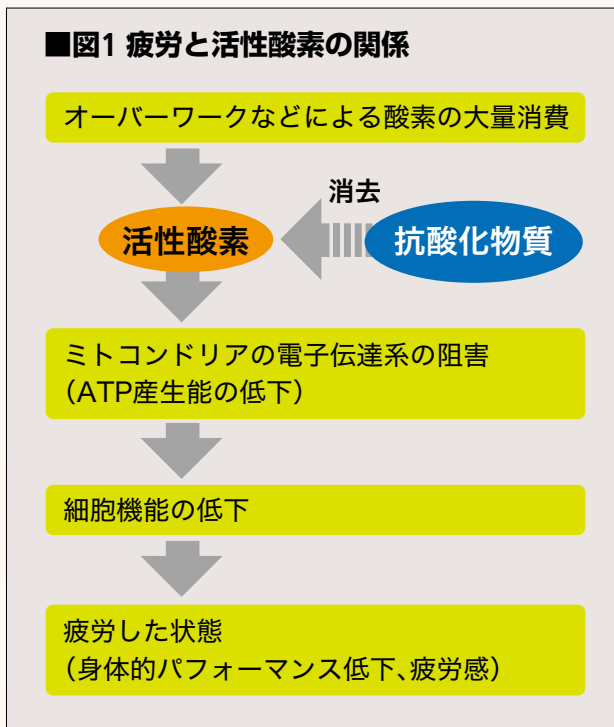 ■図1 疲労と活性酸素の関係
オーバーワークなどによる酸素の大量消費
消去
活性酸素
抗酸化物質
ミトコンドリアの電子伝達系の阻害
（ATP産生能の低下）
細胞機能の低下
疲労した状態
（身体的パフォーマンス低下、疲労感）